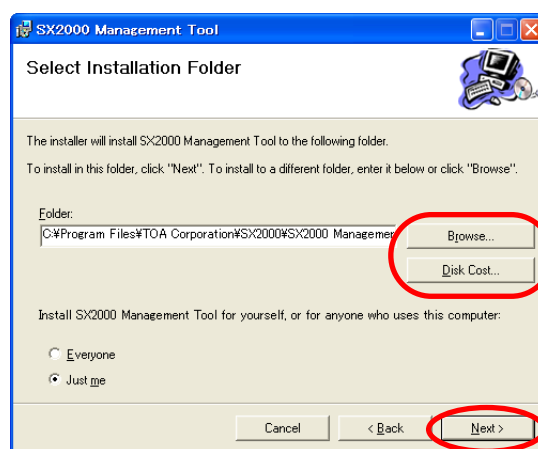 SX2000 Management Tool
Select Installation Folder
The installer will install SX2000 Management Tool to the following folder.
To install in this folder, click "Next". To install to a different folder, enter it below or click "Browse".
Folder:
C:¥Program Files¥TOA Corporation¥SX2000¥SX2000 Managemer
Browse...
Disk Cost...
Install SX2000 Management Tool for yourself, or for anyone who uses this computer:
Everyone
Just me
Cancel
< Back
Next >